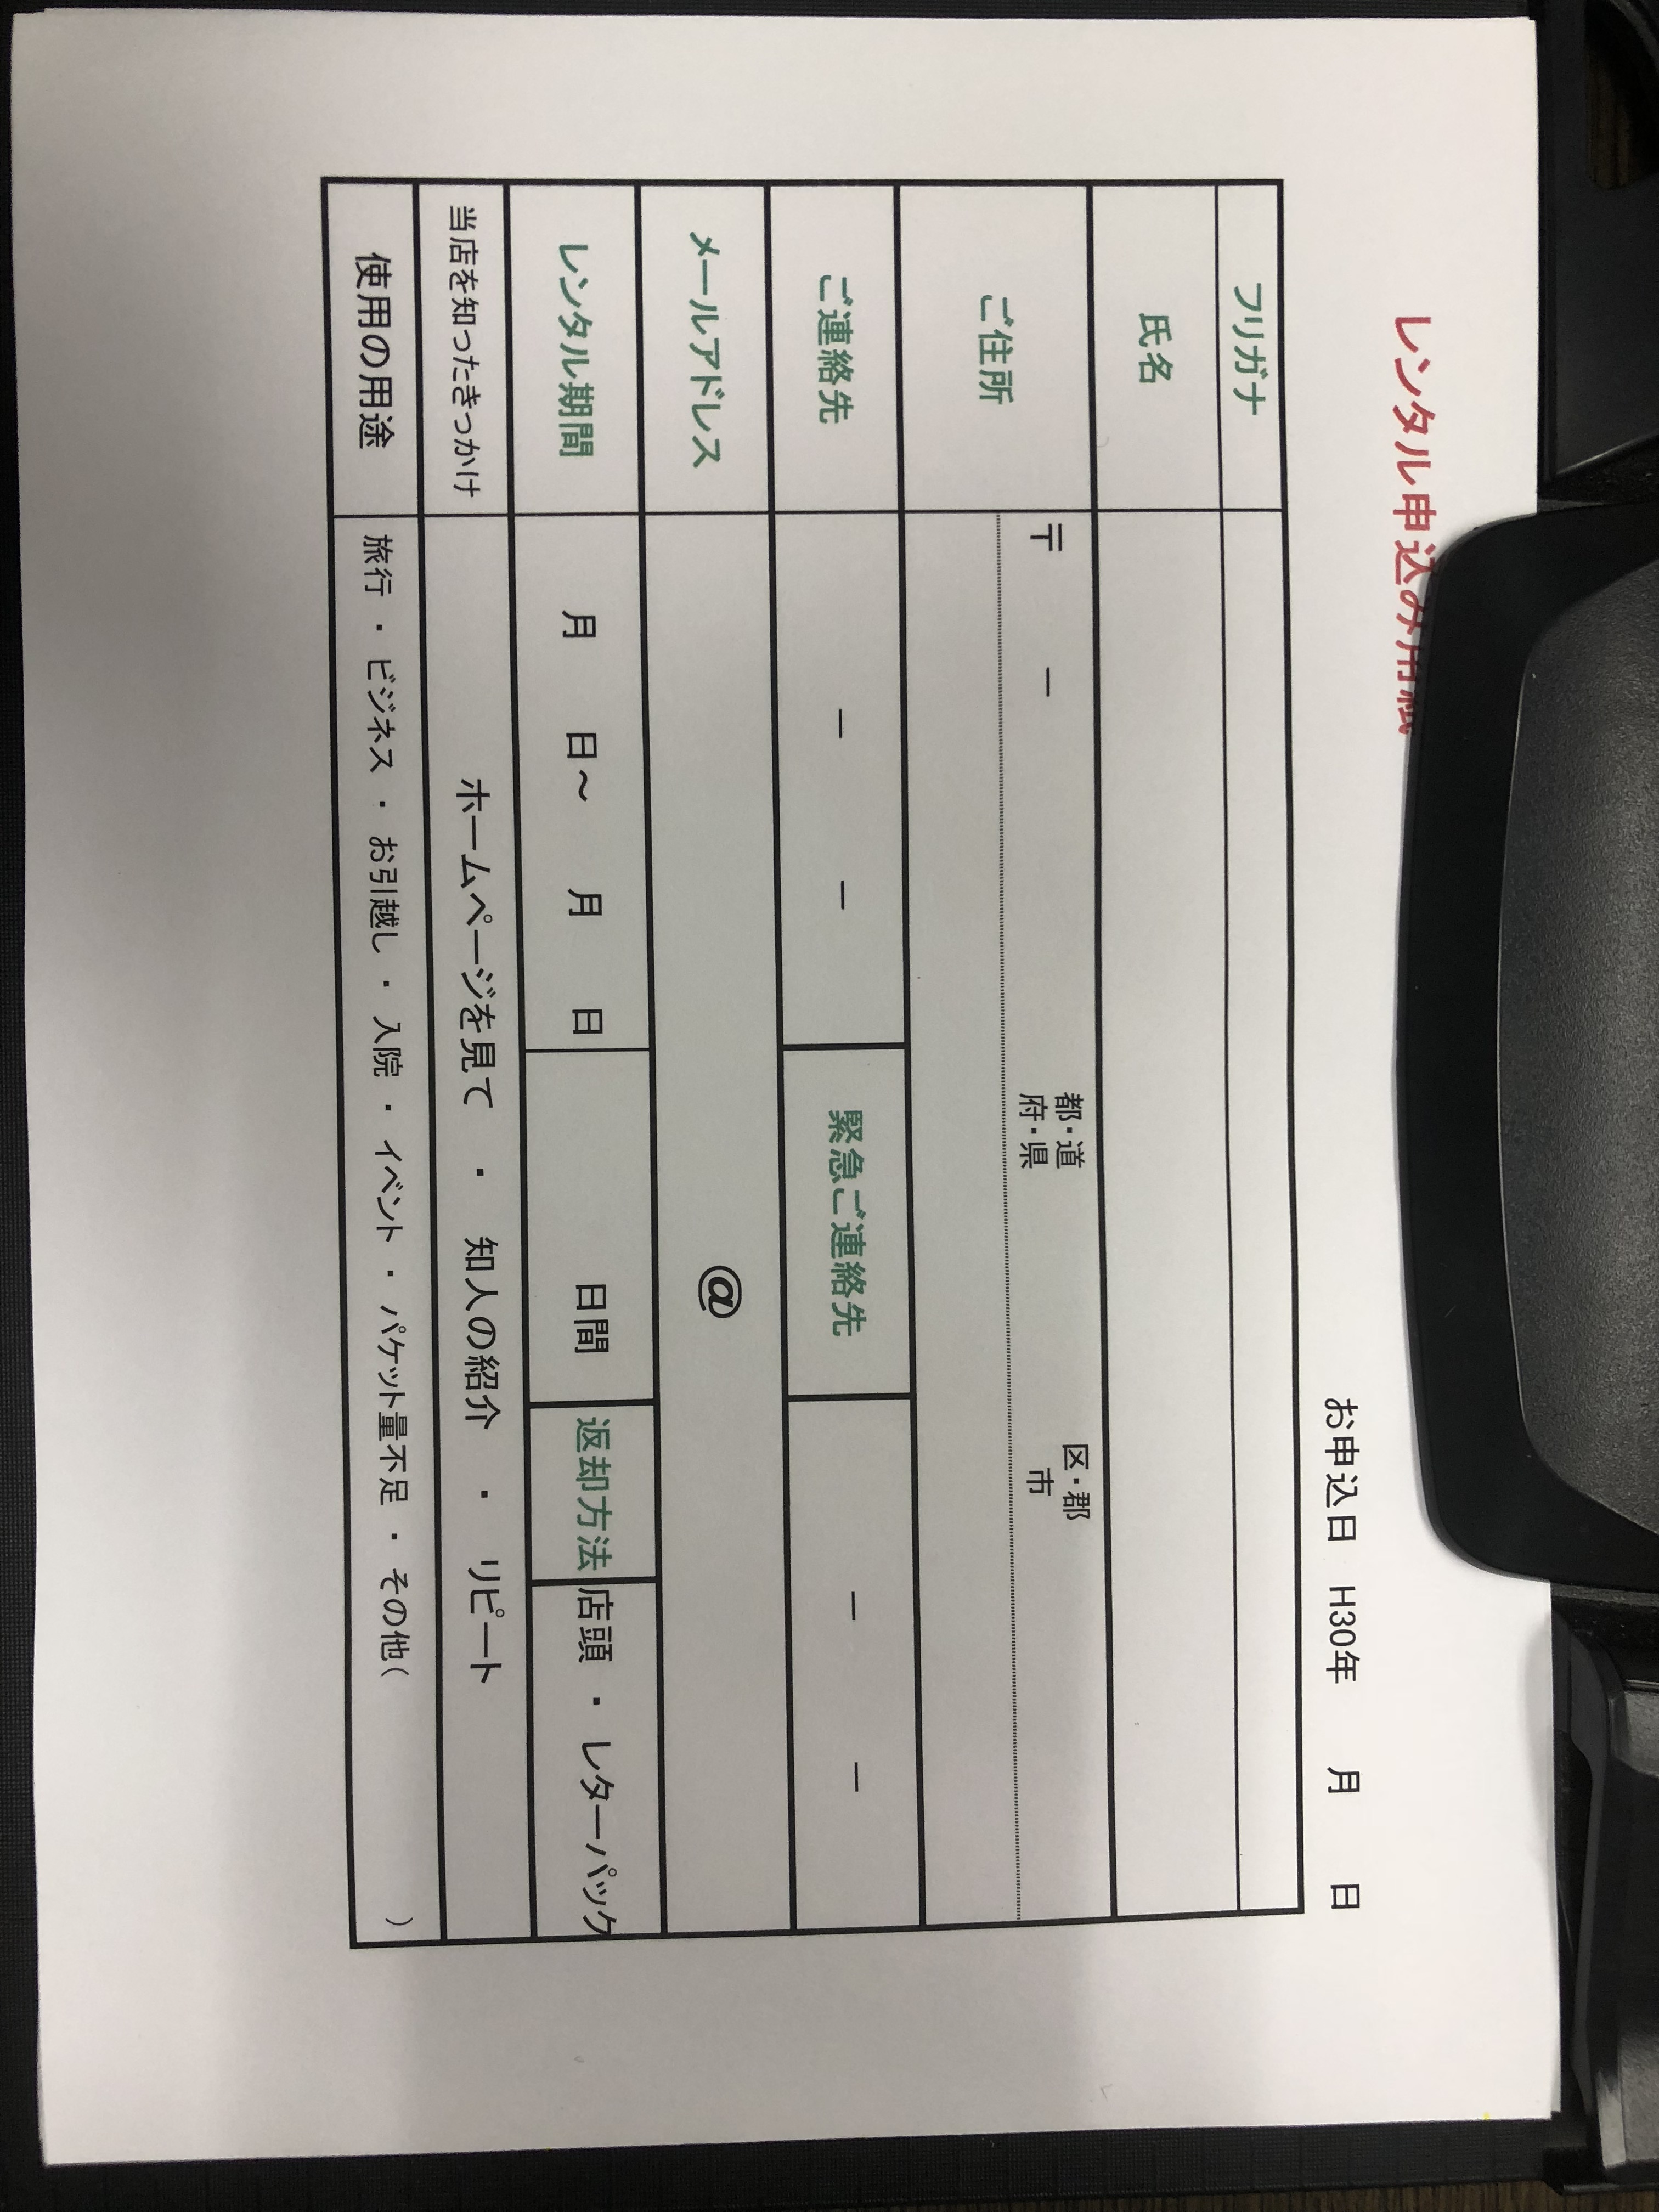 レンタル申込み用紙
お申込日 H30年 月 日
フリガナ
氏名
ご住所 〒 － 都・道 府・県 区・郡 市
ご連絡先 － － 緊急ご連絡先 － －
メールアドレス @
レンタル期間 月 日～ 月 日 日間 返却方法 店頭 ・ レターパック
当店を知ったきっかけ ホームページを見て ・ 知人の紹介 ・ リピート
使用の用途 旅行 ・ ビジネス ・ お引越し ・ 入院 ・ イベント ・ パケット量不足 ・ その他( )